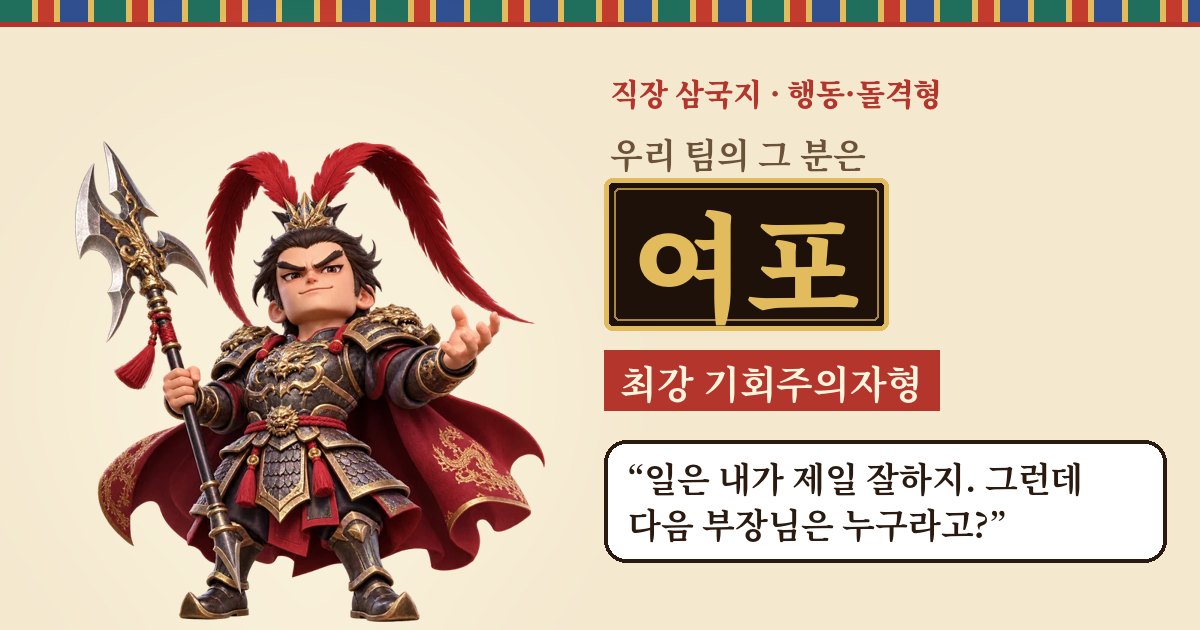 직장 삼국지 · 행동·돌격형
우리 팀의 그 분은
여포
최강 기회주의자형
“일은 내가 제일 잘하지. 그런데
다음 부장님은 누구라고?”